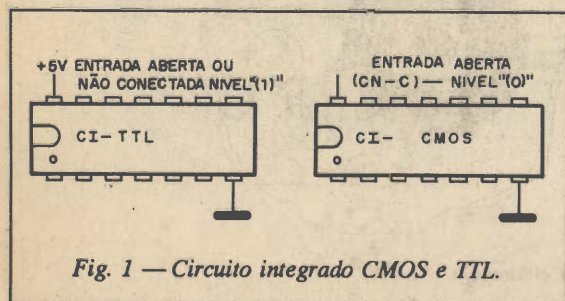 +5V ENTRADA ABERTA OU
NÃO CONECTADA NIVEL"(1)"
CI-TTL
ENTRADA ABERTA
(CN-C)— NIVEL"(0)"
CI- CMOS
Fig. 1 — Circuito integrado CMOS e TTL.